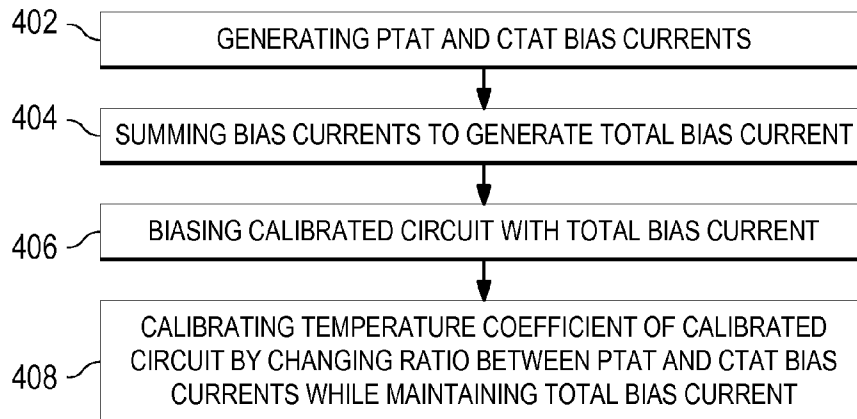 402
GENERATING PTAT AND CTAT BIAS CURRENTS
404
SUMMING BIAS CURRENTS TO GENERATE TOTAL BIAS CURRENT
406
BIASING CALIBRATED CIRCUIT WITH TOTAL BIAS CURRENT
408
CALIBRATING TEMPERATURE COEFFICIENT OF CALIBRATED
CIRCUIT BY CHANGING RATIO BETWEEN PTAT AND CTAT BIAS
CURRENTS WHILE MAINTAINING TOTAL BIAS CURRENT